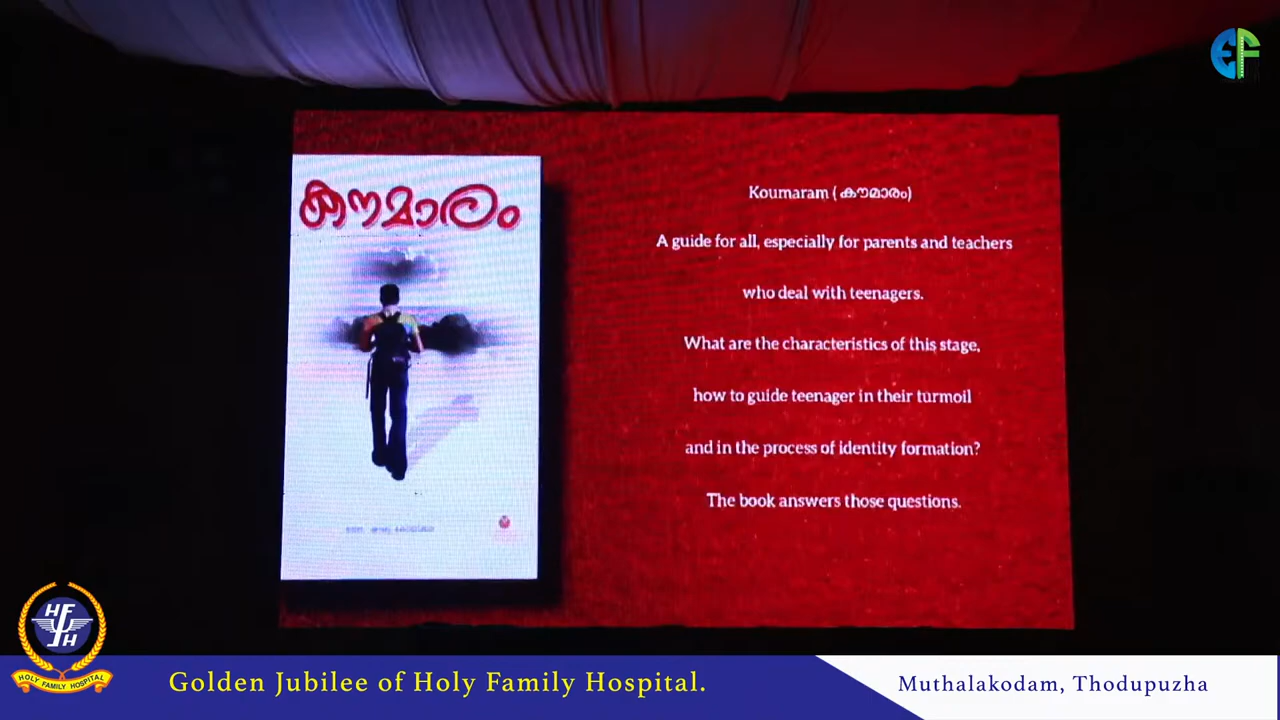 കൗമാരം
Koumaram ( കൗമാരം)
A guide for all, especially for parents and teachers
who deal with teenagers.
What are the characteristics of this stage,
how to guide teenager in their turmoil
and in the process of identity formation?
The book answers those questions.
EF
HFH
HOLY FAMILY HOSPITAL
Golden Jubilee of Holy Family Hospital.
Muthalakodam, Thodupuzha